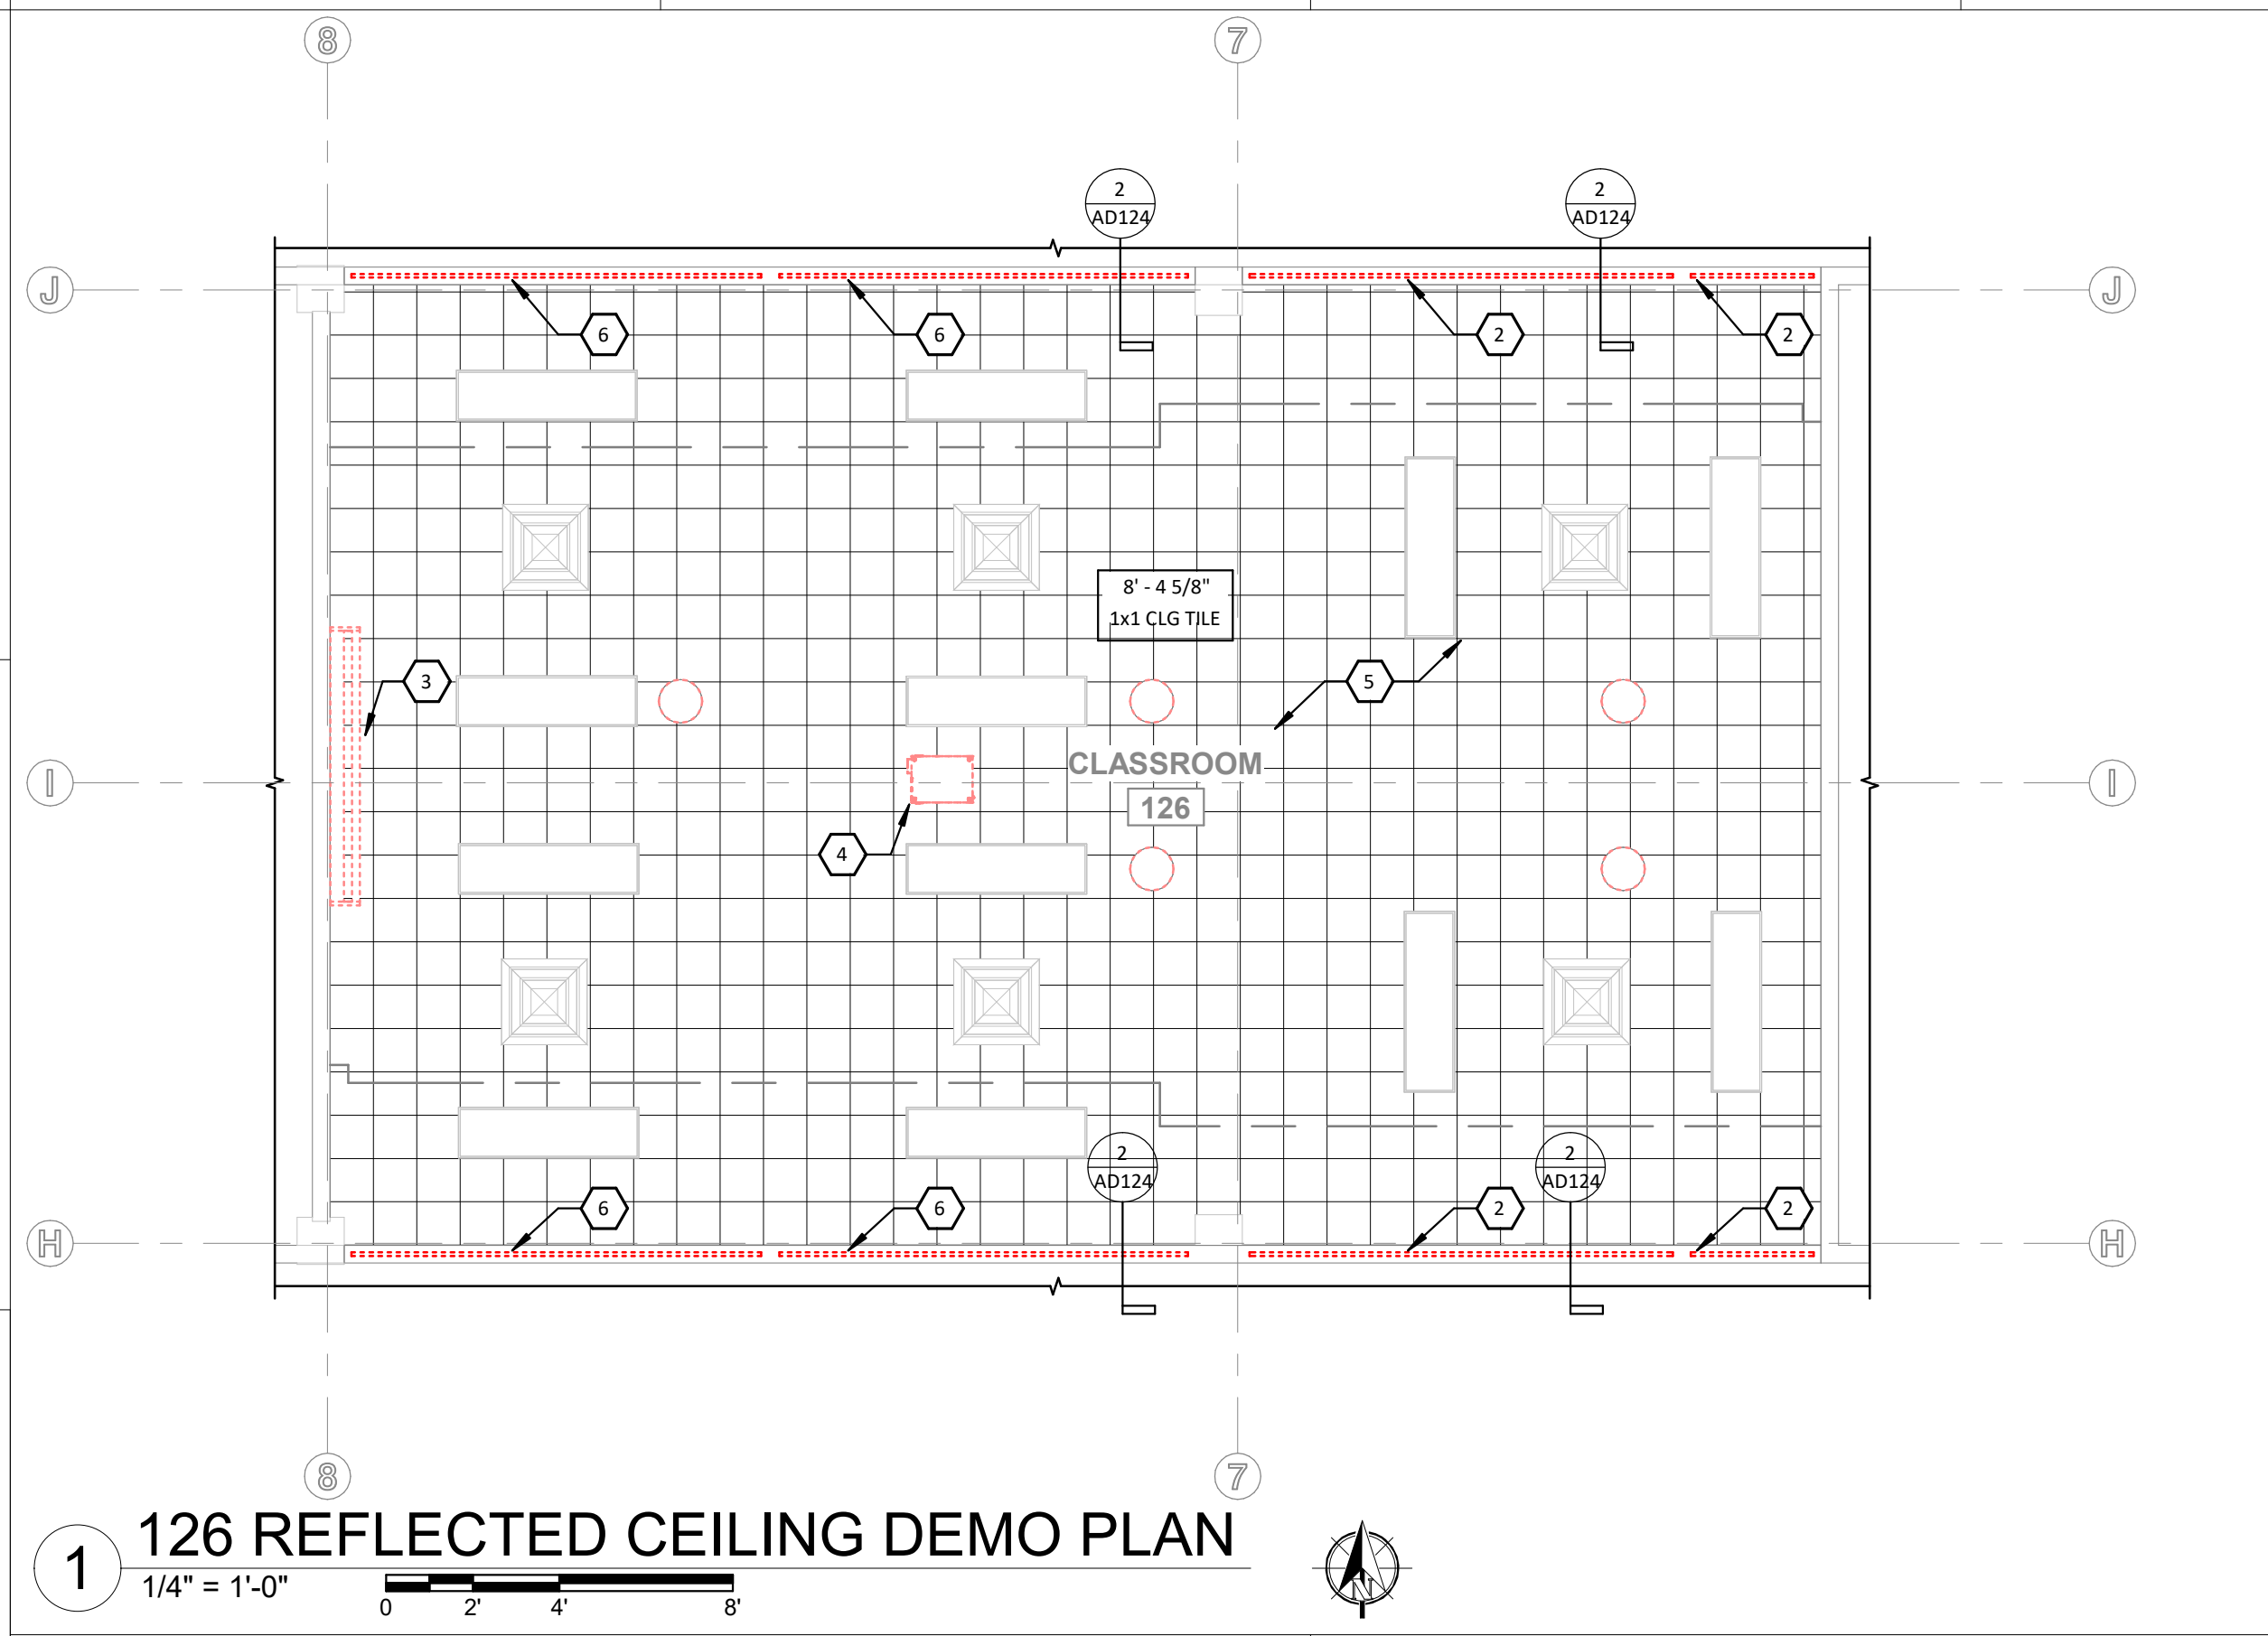 8
7
2
AD124
2
AD124
J
J
6
6
2
2
8' - 4 5/8"
1x1 CLG TILE
3
5
CLASSROOM
126
I
I
4
2
AD124
2
AD124
6
6
2
2
H
H
8
7
1
126 REFLECTED CEILING DEMO PLAN
1/4" = 1'-0"
0
2'
4'
8'
N